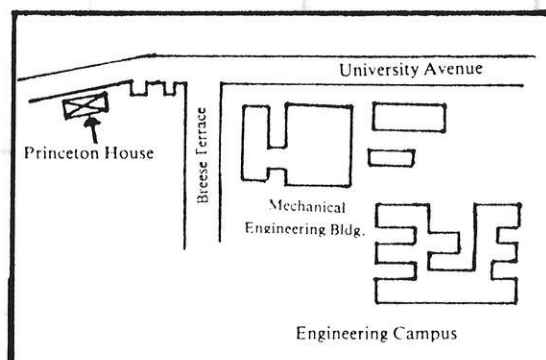 University Avenue
Princeton House
Breese Terrace
Mechanical
Engineering Bldg.
Engineering Campus